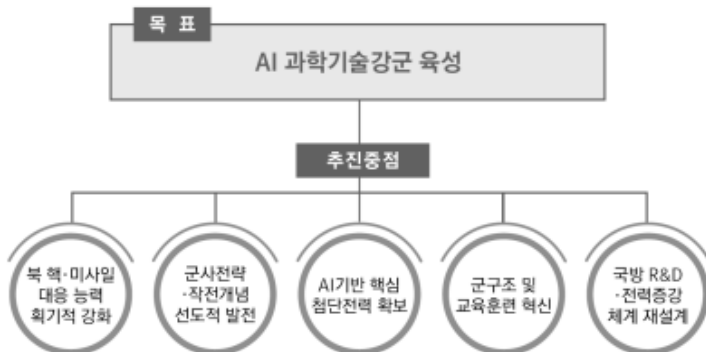 목 표
AI 과학기술강군 육성
추진중점
북 핵·미사일
대응 능력
획기적 강화
군사전략
·작전개념
선도적 발전
AI기반 핵심
첨단전력 확보
군구조 및
교육훈련 혁신
국방 R&D
·전력증강
체계 재설계